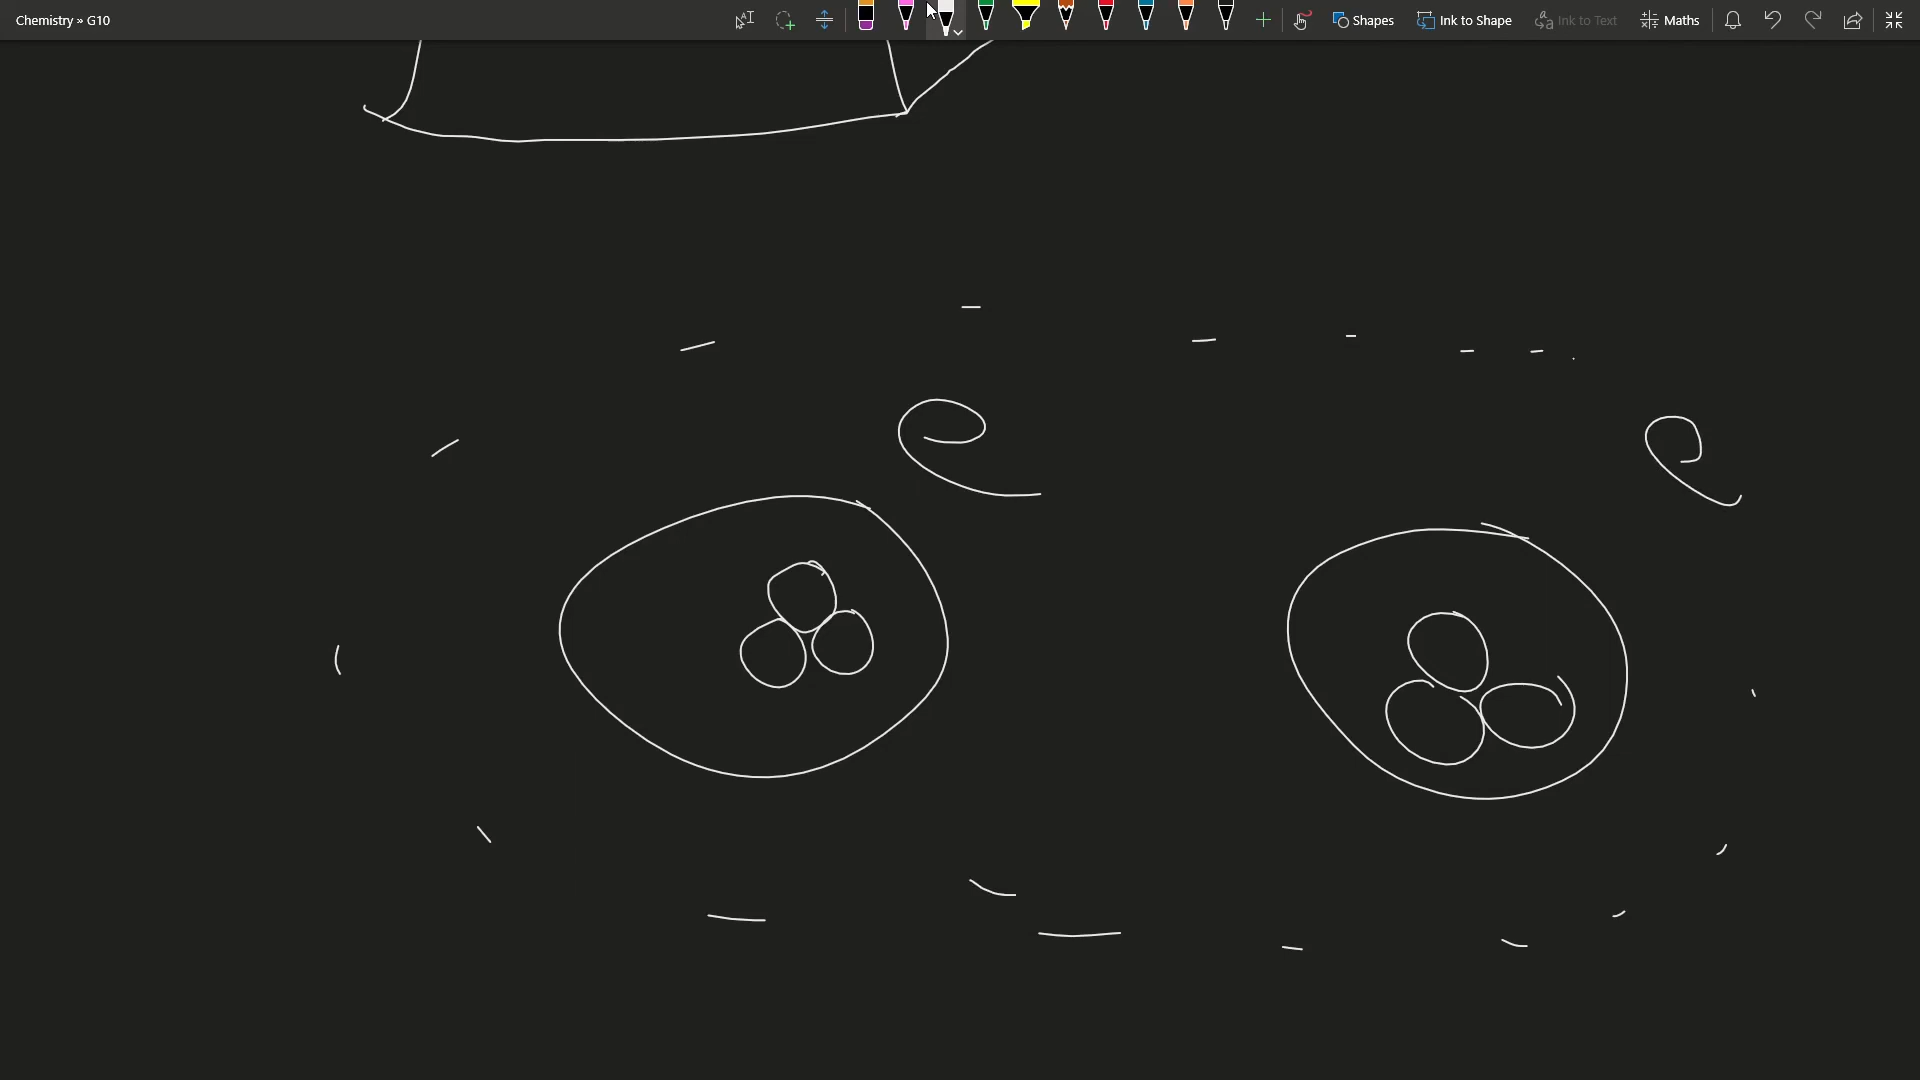 Chemistry » G10
Shapes
Ink to Shape
Ink to Text
Maths